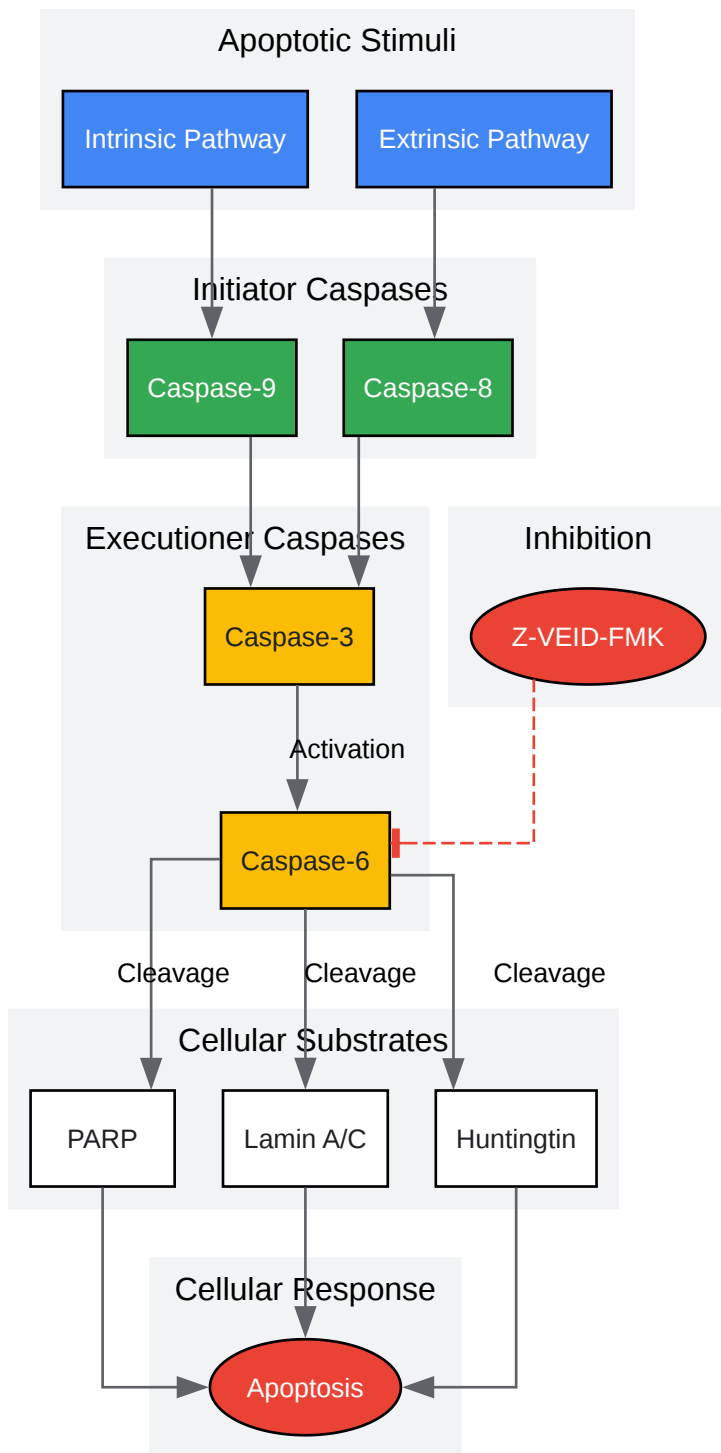 Apoptotic Stimuli
Intrinsic Pathway
Extrinsic Pathway
Initiator Caspases
Caspase-9
Caspase-8
Executioner Caspases
Inhibition
Caspase-3
Z-VEID-FMK
Activation
Caspase-6
Cleavage
Cleavage
Cleavage
Cellular Substrates
PARP
Lamin A/C
Huntingtin
Cellular Response
Apoptosis